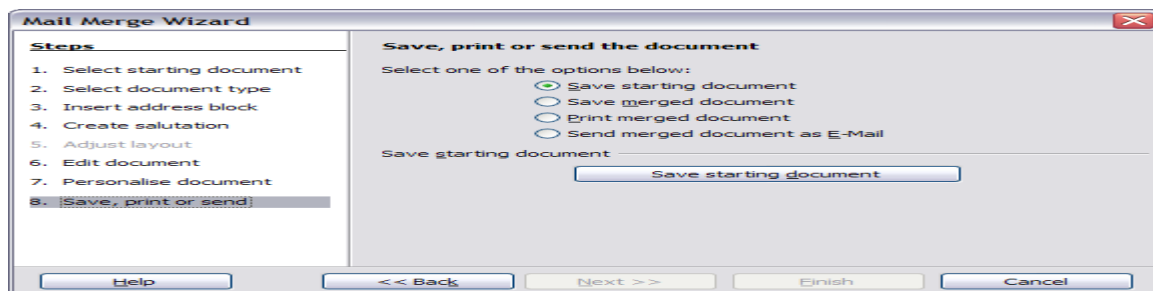 Mail Merge Wizard
Steps
1. Select starting document
2. Select document type
3. Insert address block
4. Create salutation
5. Adjust layout
6. Edit document
7. Personalise document
8. Save, print or send
Save, print or send the document
Select one of the options below:
Save starting document
Save merged document
Print merged document
Send merged document as E-Mail
Save starting document
Save starting document
Help
<< Back
Next >>
Finish
Cancel